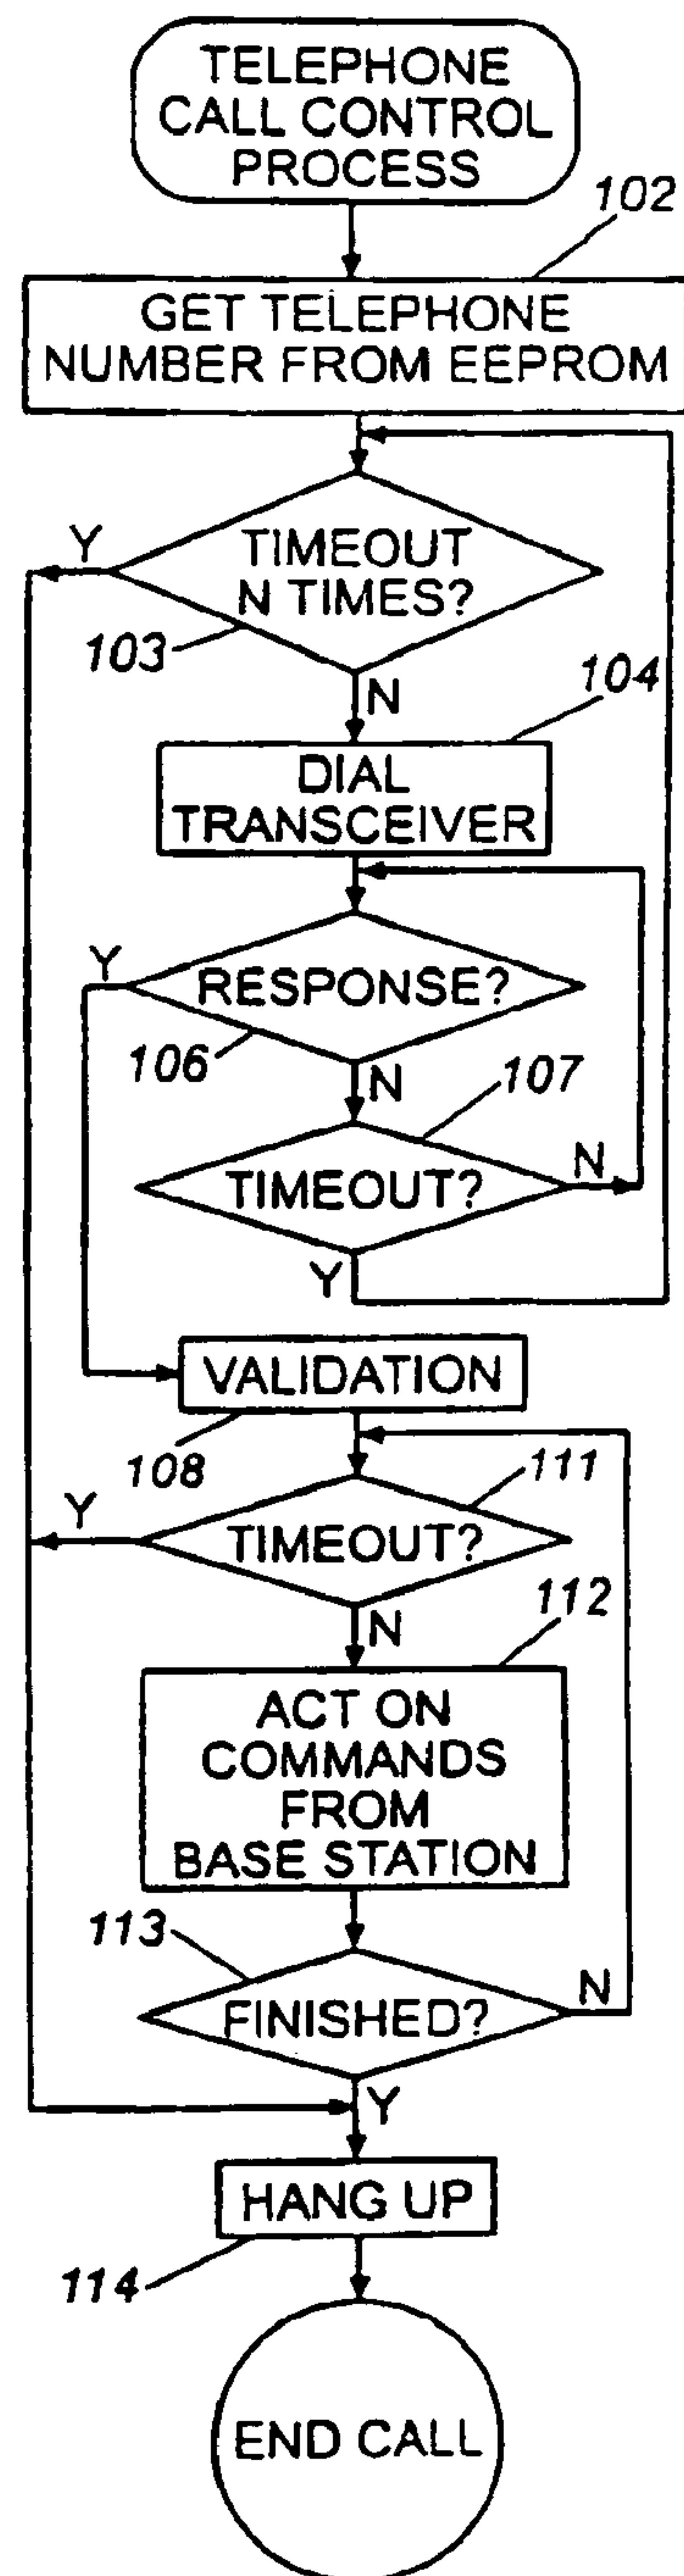 TELEPHONE
CALL CONTROL
PROCESS
102
GET TELEPHONE
NUMBER FROM EEPROM
Y
TIMEOUT
N TIMES?
103
N
104
DIAL
TRANSCEIVER
Y
RESPONSE?
106
N
107
TIMEOUT?
N
Y
VALIDATION
108
111
Y
TIMEOUT?
N
112
ACT ON
COMMANDS
FROM
BASE STATION
113
FINISHED?
N
Y
HANG UP
114
END CALL